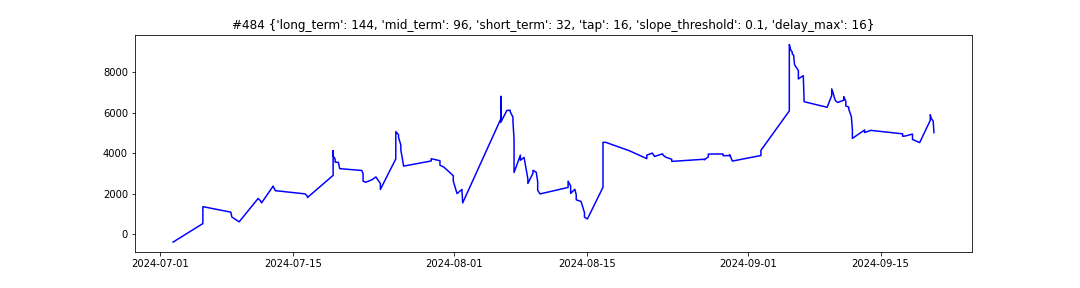 #484 {'long_term': 144, 'mid_term': 96, 'short_term': 32, 'tap': 16, 'slope_threshold': 0.1, 'delay_max': 16}
8000
6000
4000
2000
0
2024-07-01 2024-07-15 2024-08-01 2024-08-15 2024-09-01 2024-09-15